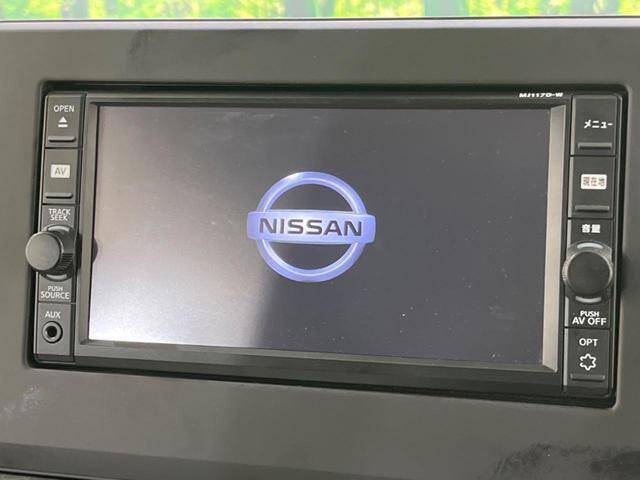 MJ117D-W
OPEN
AV
TRACK
SEEK
PUSH
SOURCE
AUX
NISSAN
メニュー
現在地
音量
PUSH
AV OFF
OPT